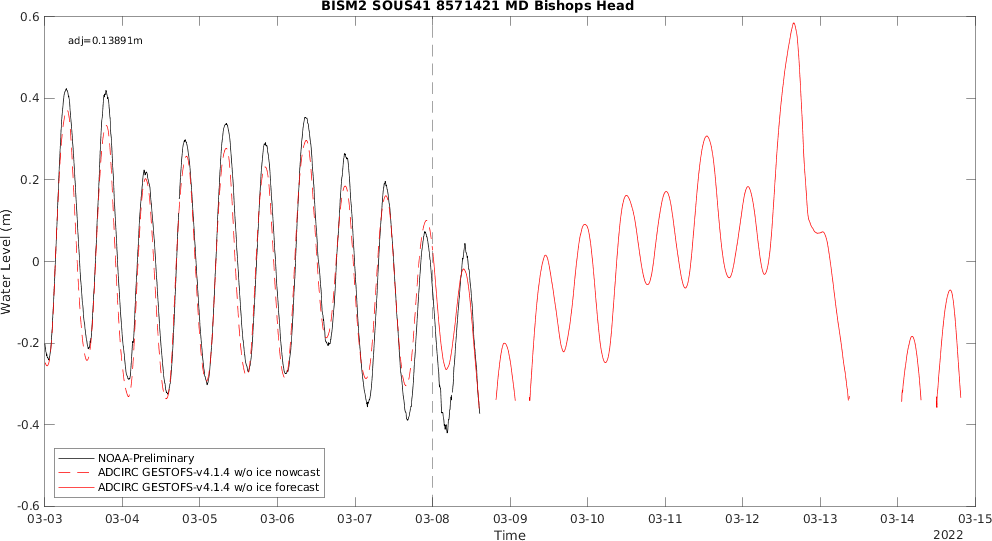 BISM2 SOUS41 8571421 MD Bishops Head
adj=0.13891m
0.6
0.4
0.2
0
-0.2
-0.4
-0.6
Water Level (m)
NOAA-Preliminary
ADCIRC GESTOFS-v4.1.4 w/o ice nowcast
ADCIRC GESTOFS-v4.1.4 w/o ice forecast
03-03 03-04 03-05 03-06 03-07 03-08 03-09 03-10 03-11 03-12 03-13 03-14 03-15
Time
2022